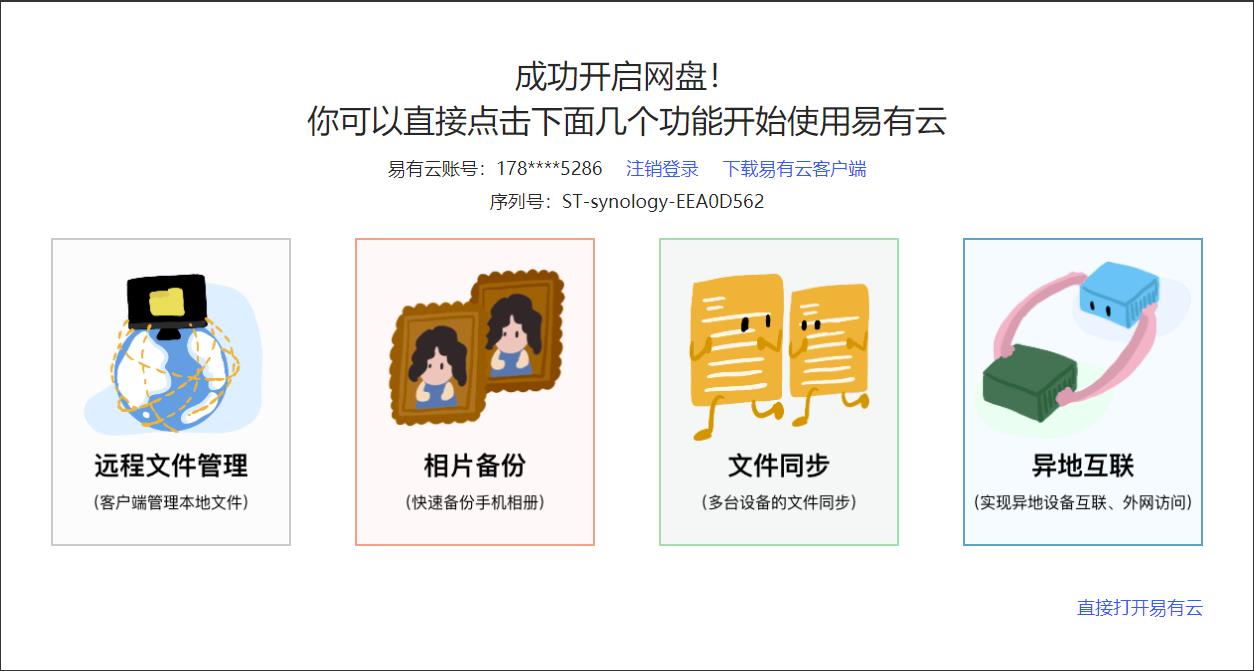 成功开启网盘！
你可以直接点击下面几个功能开始使用易有云
易有云账号：178****5286 注销登录 下载易有云客户端
序列号：ST-synology-EEA0D562
远程文件管理
（客户端管理本地文件）
相片备份
（快速备份手机相册）
文件同步
（多台设备的文件同步）
异地互联
（实现异地设备互联、外网访问）
直接打开易有云